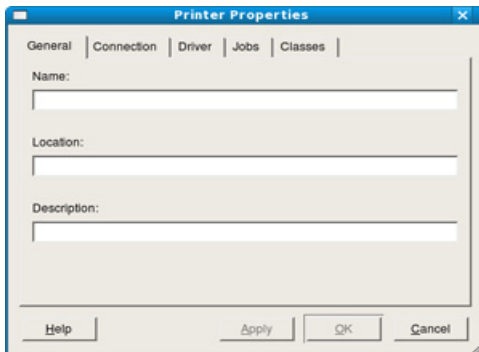 Printer Properties
General Connection Driver Jobs Classes
Name:
Location:
Description:
Help Apply OK Cancel